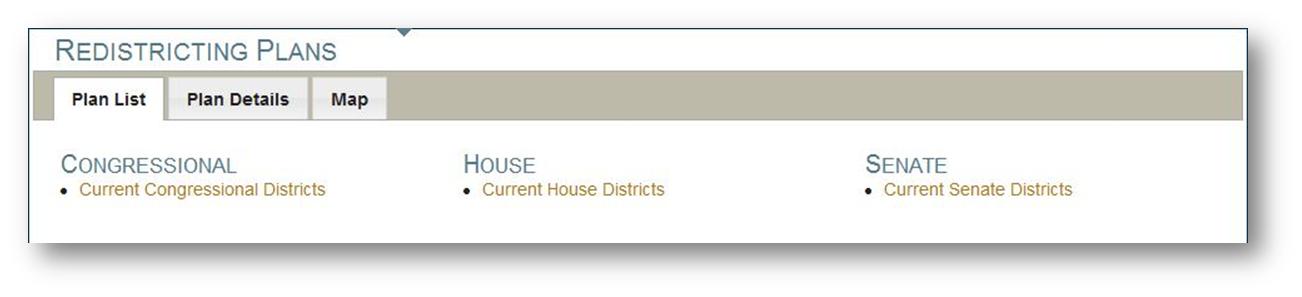 REDISTRICTING PLANS
Plan List Plan Details Map
CONGRESSIONAL HOUSE SENATE
• Current Congressional Districts • Current House Districts • Current Senate Districts